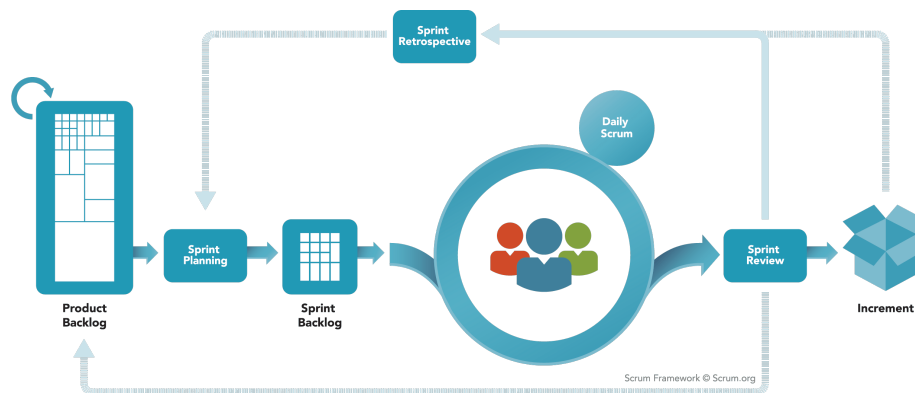 Sprint
Retrospective
Daily
Scrum
Sprint
Planning
Sprint
Review
Product
Backlog
Sprint
Backlog
Increment
Scrum Framework © Scrum.org